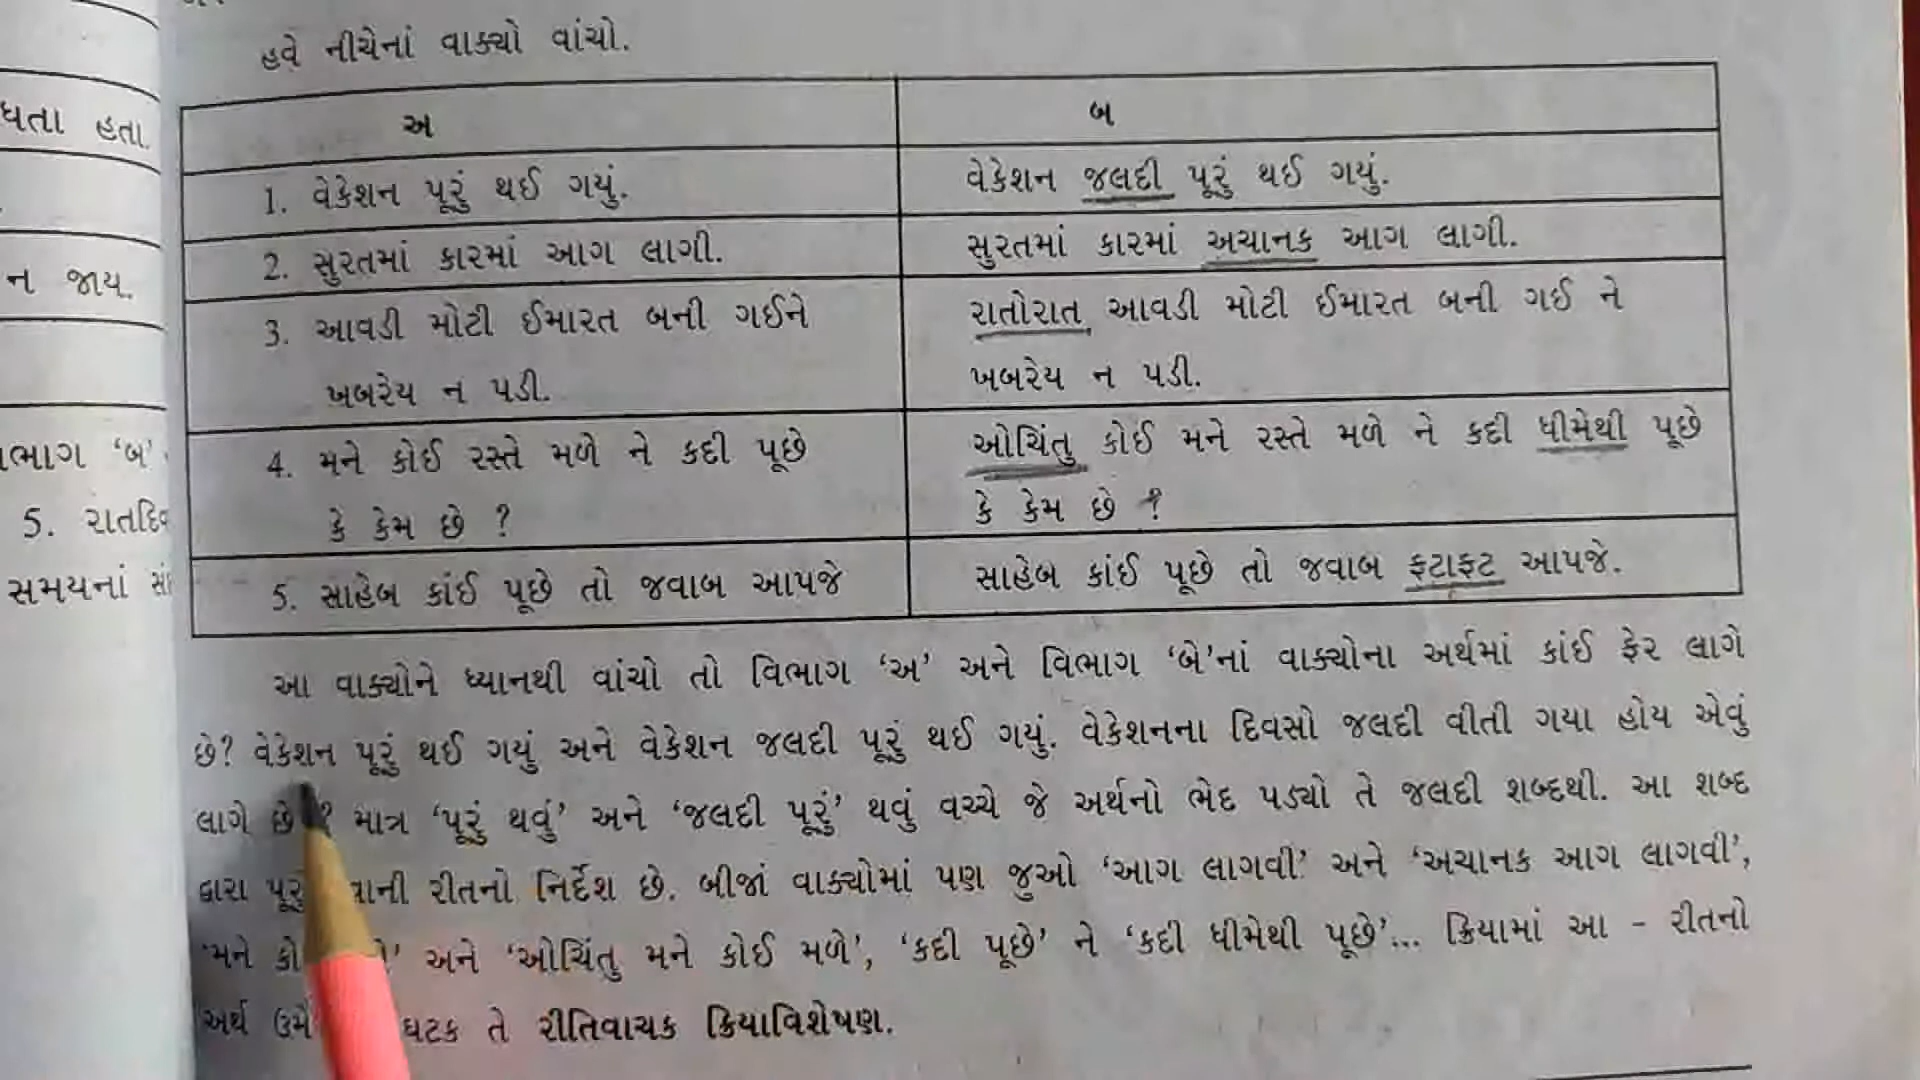 ધતા હતા.
ન જાય.
ભાગ ‘બ’
5. રાતદિ
સમયનાં
હવે નીચેનાં વાક્યો વાંચો.
અ બ
1. વેકેશન પૂરું થઈ ગયું. વેકેશન જલદી પૂરું થઈ ગયું.
2. સુરતમાં કારમાં આગ લાગી. સુરતમાં કારમાં અચાનક આગ લાગી.
3. આવડી મોટી ઈમારત બની ગઈને રાતોરાત આવડી મોટી ઈમારત બની ગઈ ને
ખબરેય ન પડી. ખબરેય ન પડી.
4. મને કોઈ રસ્તે મળે ને કદી પૂછે ઓચિંતુ કોઈ મને રસ્તે મળે ને કદી ધીમેથી પૂછે
કે કેમ છે ? કે કેમ છે ?
5. સાહેબ કાંઈ પૂછે તો જવાબ આપજે સાહેબ કાંઈ પૂછે તો જવાબ ફટાફટ આપજે.
આ વાક્યોને ધ્યાનથી વાંચો તો વિભાગ ‘અ’ અને વિભાગ ‘બે’નાં વાક્યોના અર્થમાં કાંઈ ફેર લાગે
છે? વેકેશન પૂરું થઈ ગયું અને વેકેશન જલદી પૂરું થઈ ગયું. વેકેશનના દિવસો જલદી વીતી ગયા હોય એવું
લાગે છે ? માત્ર ‘પૂરું થવું’ અને ‘જલદી પૂરું’ થવું વચ્ચે જે અર્થનો ભેદ પડ્યો તે જલદી શબ્દથી. આ શબ્દ
દ્વારા રીતનો નિર્દેશ છે. બીજાં વાક્યોમાં પણ જુઓ ‘આગ લાગવી’ અને ‘અચાનક આગ લાગવી’,
‘મને અને ‘ઓચિંતુ મને કોઈ મળે’, ‘કદી પૂછે’ ને ‘કદી ધીમેથી પૂછે’... ક્રિયામાં આ - રીતનો
અર્થ ઘટક તે રીતિવાચક ક્રિયાવિશેષણ.